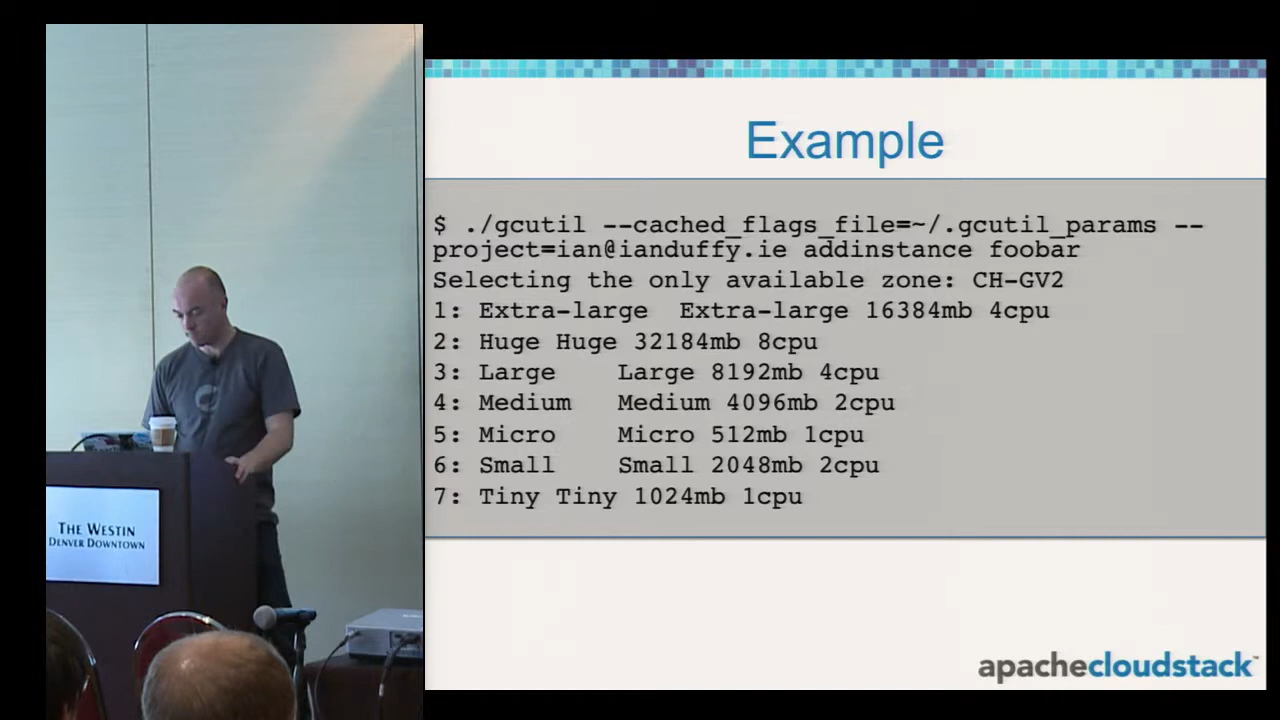 Example
$ ./gcutil --cached_flags_file=~/.gcutil_params --
project=ian@ianduffy.ie addinstance foobar
Selecting the only available zone: CH-GV2
1: Extra-large  Extra-large 16384mb 4cpu
2: Huge Huge 32184mb 8cpu
3: Large    Large 8192mb 4cpu
4: Medium   Medium 4096mb 2cpu
5: Micro    Micro 512mb 1cpu
6: Small    Small 2048mb 2cpu
7: Tiny Tiny 1024mb 1cpu
THE WESTIN
DENVER DOWNTOWN
apachecloudstack™